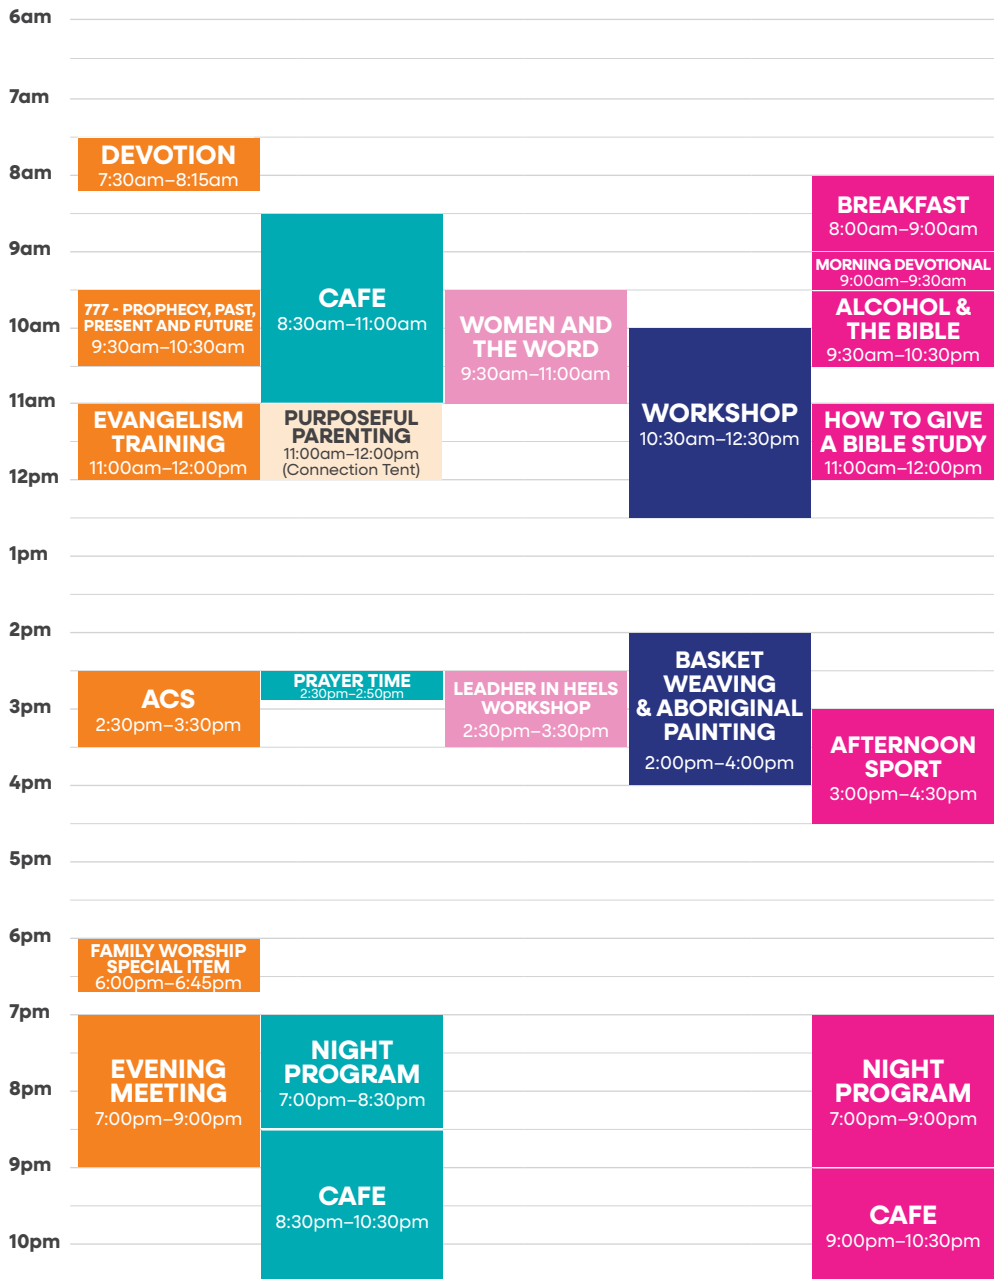 6am
7am
DEVOTION
7:30am–8:15am
8am
BREAKFAST
8:00am–9:00am
9am
CAFE
8:30am–11:00am
MORNING DEVOTIONAL
9:00am–9:30am
777 - PROPHECY, PAST,
PRESENT AND FUTURE
9:30am–10:30am
WOMEN AND
THE WORD
9:30am–11:00am
ALCOHOL &
THE BIBLE
9:30am–10:30pm
10am
WORKSHOP
10:30am–12:30pm
11am
EVANGELISM
TRAINING
11:00am–12:00pm
PURPOSEFUL
PARENTING
11:00am–12:00pm
(Connection Tent)
HOW TO GIVE
A BIBLE STUDY
11:00am–12:00pm
12pm
1pm
2pm
BASKET
WEAVING
& ABORIGINAL
PAINTING
2:00pm–4:00pm
ACS
2:30pm–3:30pm
PRAYER TIME
2:30pm–2:50pm
LEADHER IN HEELS
WORKSHOP
2:30pm–3:30pm
3pm
AFTERNOON
SPORT
3:00pm–4:30pm
4pm
5pm
6pm
FAMILY WORSHIP
SPECIAL ITEM
6:00pm–6:45pm
7pm
EVENING
MEETING
7:00pm–9:00pm
NIGHT
PROGRAM
7:00pm–8:30pm
NIGHT
PROGRAM
7:00pm–9:00pm
8pm
9pm
CAFE
8:30pm–10:30pm
CAFE
9:00pm–10:30pm
10pm